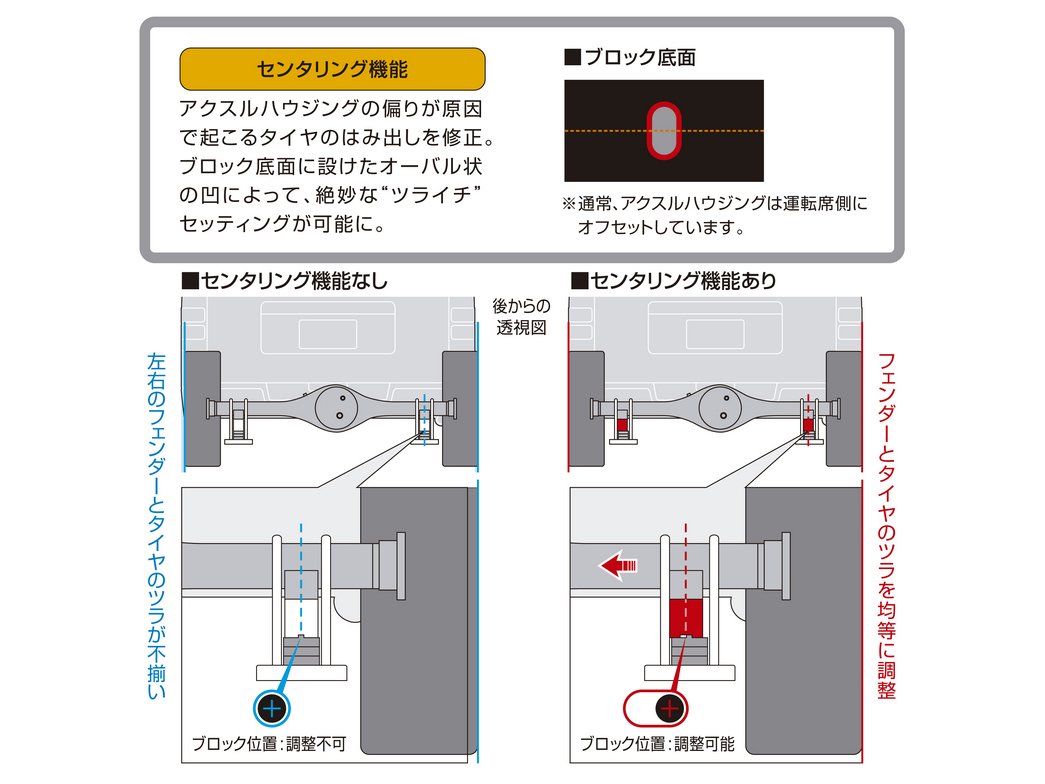 センタリング機能
アクスルハウジングの偏りが原因
で起こるタイヤのはみ出しを修正。
ブロック底面に設けたオーバル状
の凹によって、絶妙な“ツライチ”
セッティングが可能に。
■ブロック底面
※通常、アクスルハウジングは運転席側に
オフセットしています。
■センタリング機能なし
後からの
透視図
■センタリング機能あり
左右のフェンダーとタイヤのツラが不揃い
フェンダーとタイヤのツラを均等に調整
ブロック位置：調整不可
ブロック位置：調整可能